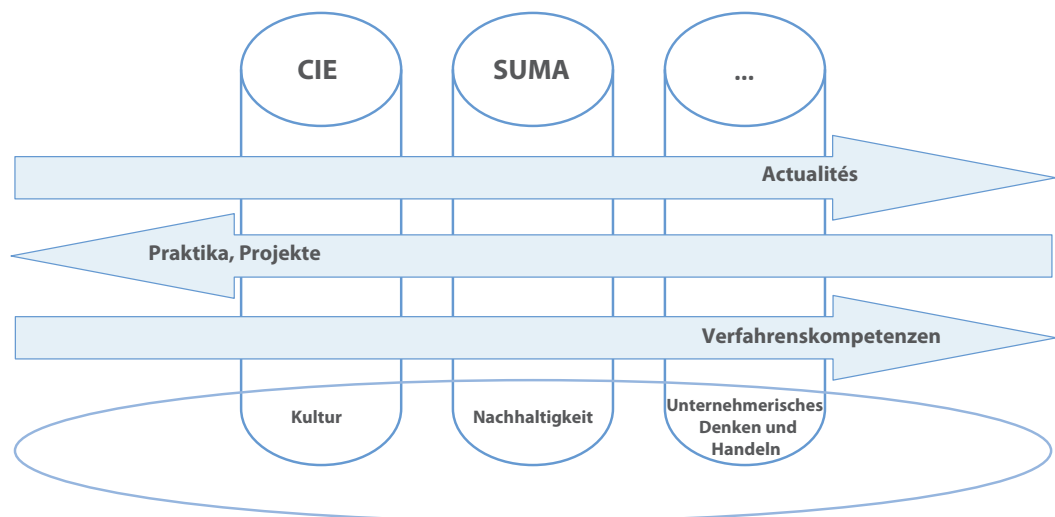 CIE
SUMA
...
Actualités
Praktika, Projekte
Verfahrenskompetenzen
Kultur
Nachhaltigkeit
Unternehmerisches
Denken und
Handeln